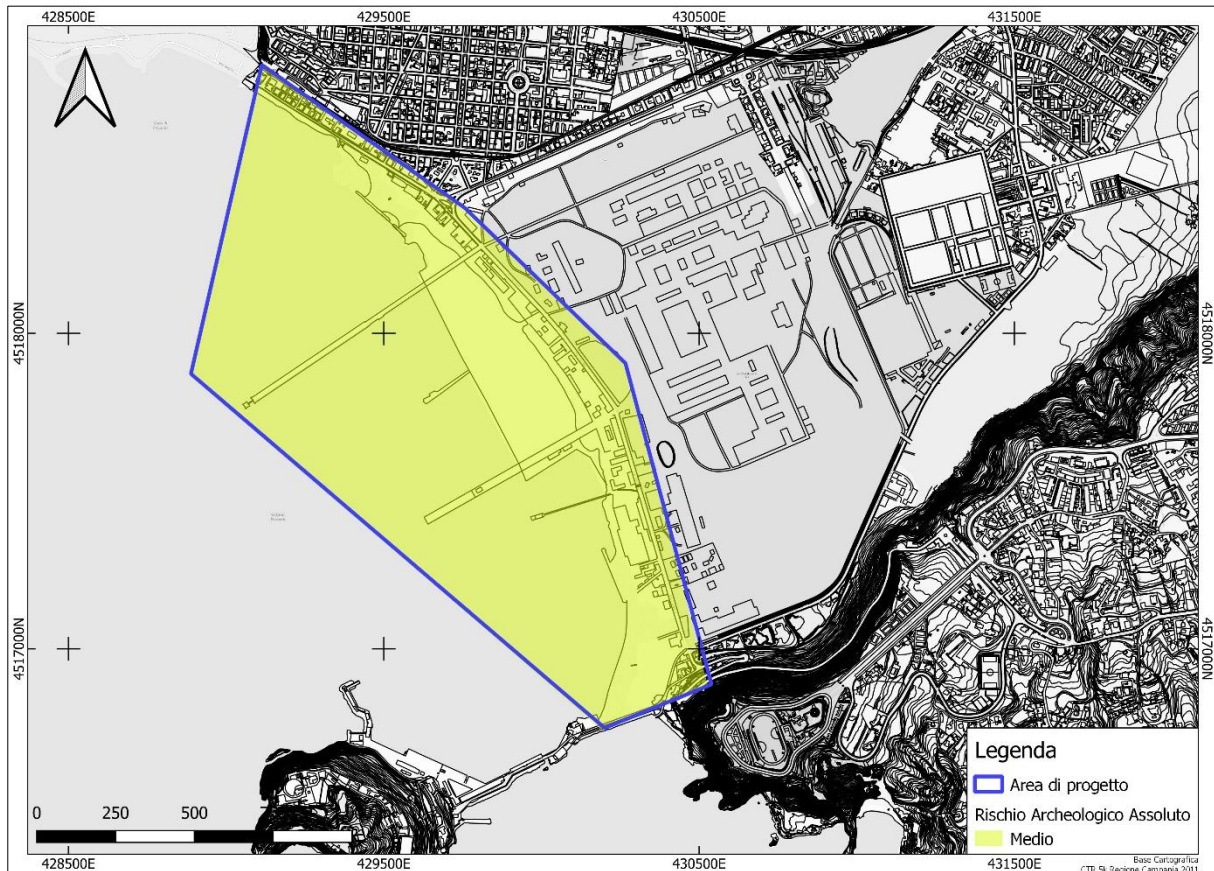 428500E
429500E
430500E
431500E
4518000N
4518000N
4517000N
4517000N
0 250 500
Legenda
Area di progetto
Rischio Archeologico Assoluto
Medio
Base Cartografica
CTR 5k Regione Campania 2011
428500E
429500E
430500E
431500E